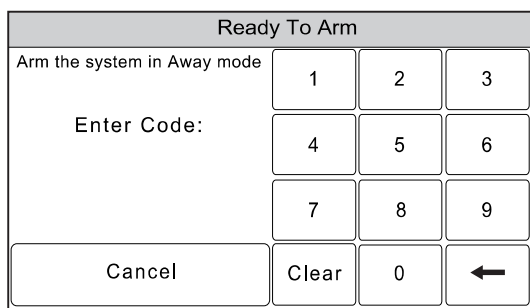 Ready To Arm
Arm the system in Away mode
Enter Code:
1 2 3
4 5 6
7 8 9
Cancel Clear 0 ←